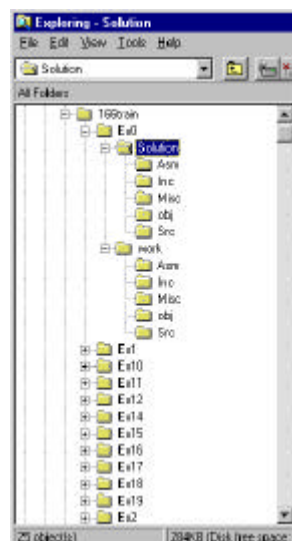 Exploring - Solution
File Edit View Tools Help
Solution
All Folders
166train
Ex0
Solution
Asm
Inc
Misc
obj
Src
work
Asm
Inc
Misc
obj
Src
Ex1
Ex10
Ex11
Ex12
Ex14
Ex15
Ex16
Ex17
Ex18
Ex19
Ex2
25 object(s) 284KB (Disk free space